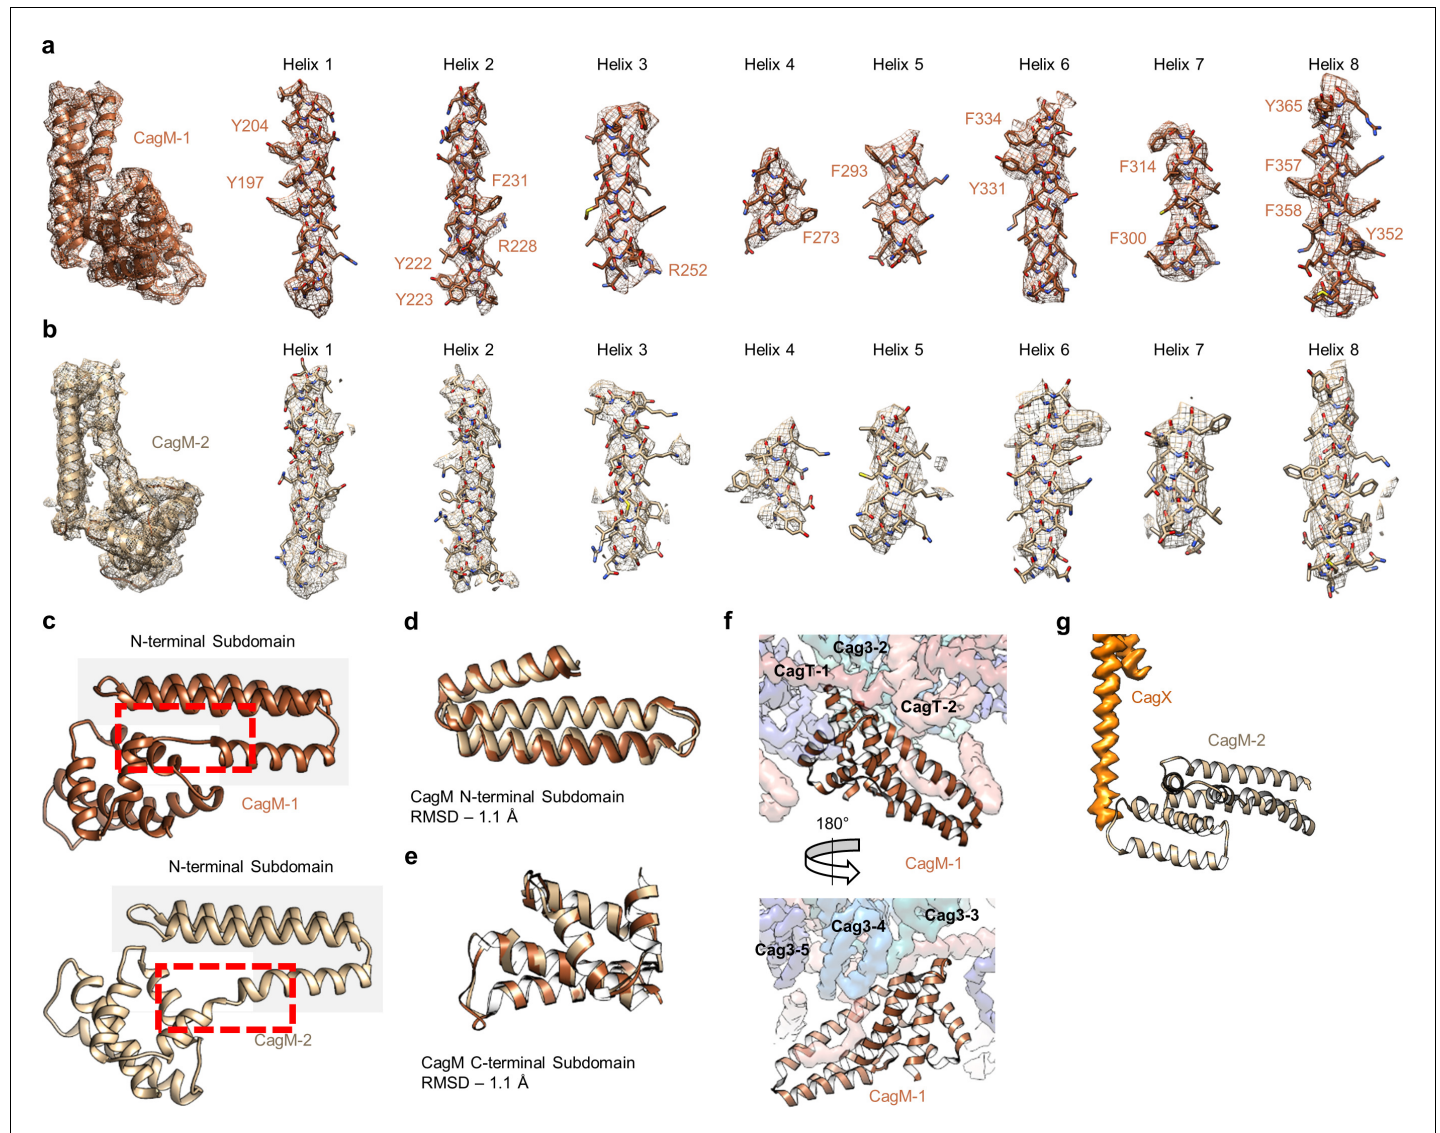 a
Helix 1
Helix 2
Helix 3
Helix 4
Helix 5
Helix 6
Helix 7
Helix 8
CagM-1
Y204
Y197
F231
R228
Y222
Y223
R252
F273
F293
F334
Y331
F314
F300
Y365
F357
F358
Y352
b
Helix 1
Helix 2
Helix 3
Helix 4
Helix 5
Helix 6
Helix 7
Helix 8
CagM-2
c
N-terminal Subdomain
CagM-1
N-terminal Subdomain
CagM-2
d
CagM N-terminal Subdomain
RMSD – 1.1 Å
e
CagM C-terminal Subdomain
RMSD – 1.1 Å
f
Cag3-2
CagT-1
CagT-2
180°
CagM-1
Cag3-3
Cag3-4
Cag3-5
CagM-1
g
CagX
CagM-2